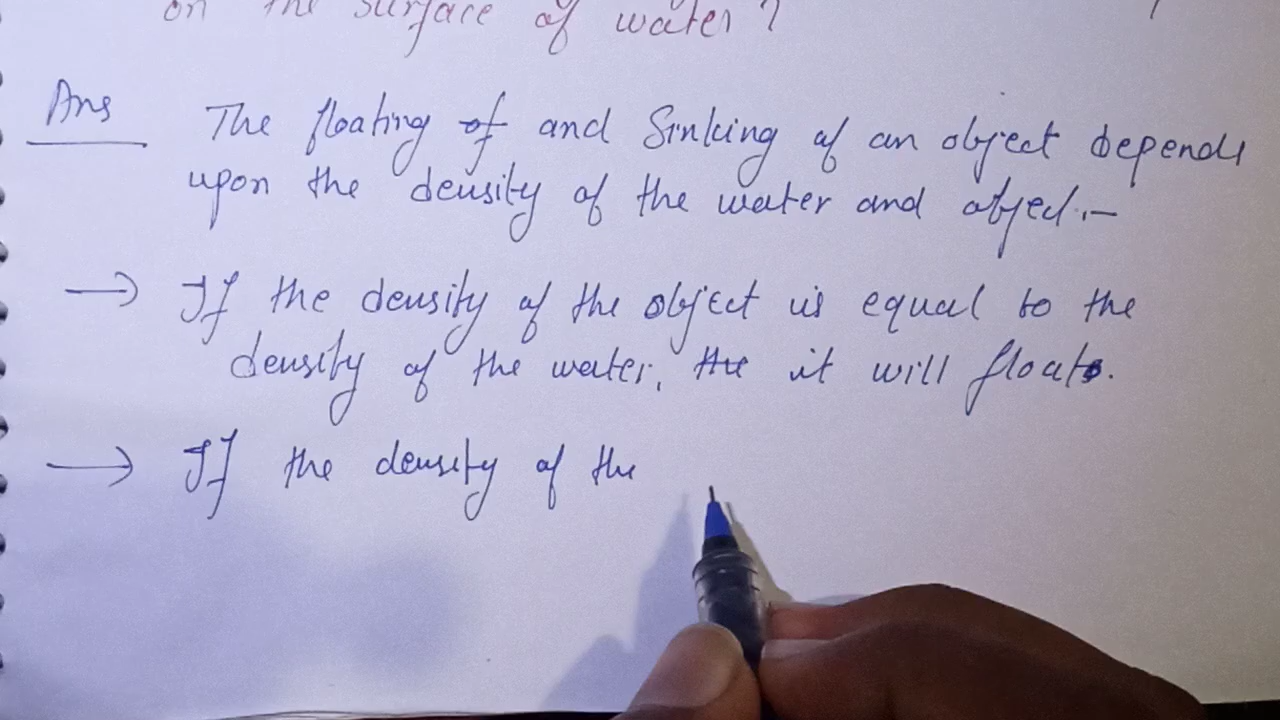 on the surface of water?
Ans The floating of and Sinking of an object depends
upon the density of the water and object.-
→ If the density of the object is equal to the
density of the water, the it will floats.
→ If the density of the